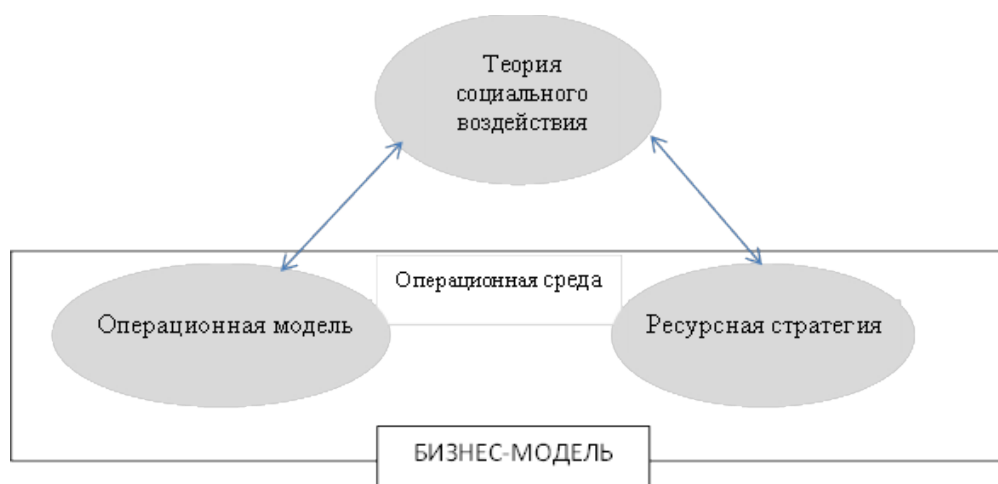 Теория
социального
воздействия
Операционная среда
Операционная модель
Ресурсная стратегия
БИЗНЕС-МОДЕЛЬ